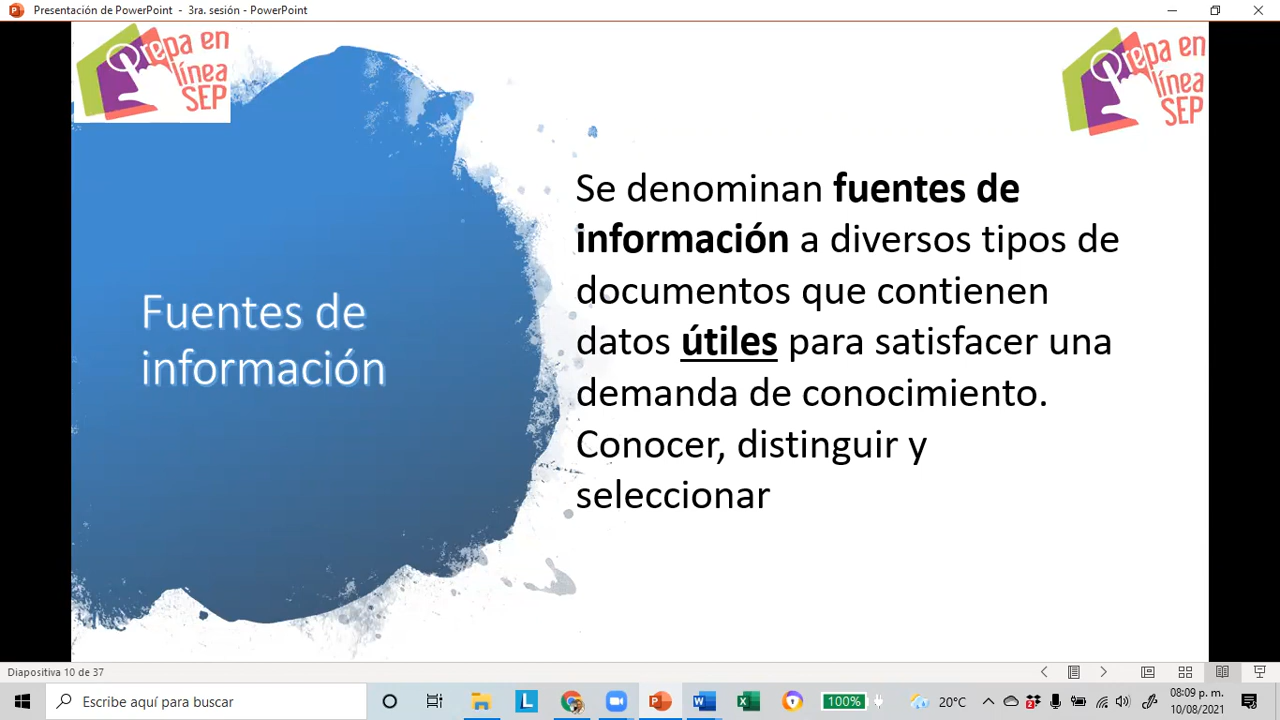 Presentación de PowerPoint - 3ra. sesión - PowerPoint
Prepa en
línea
SEP
Prepa en
línea
SEP
Fuentes de
información
Se denominan fuentes de
información a diversos tipos de
documentos que contienen
datos útiles para satisfacer una
demanda de conocimiento.
Conocer, distinguir y
seleccionar
Diapositiva 10 de 37
Escribe aquí para buscar
L
100%
20°C
2
08:09 p. m.
10/08/2021